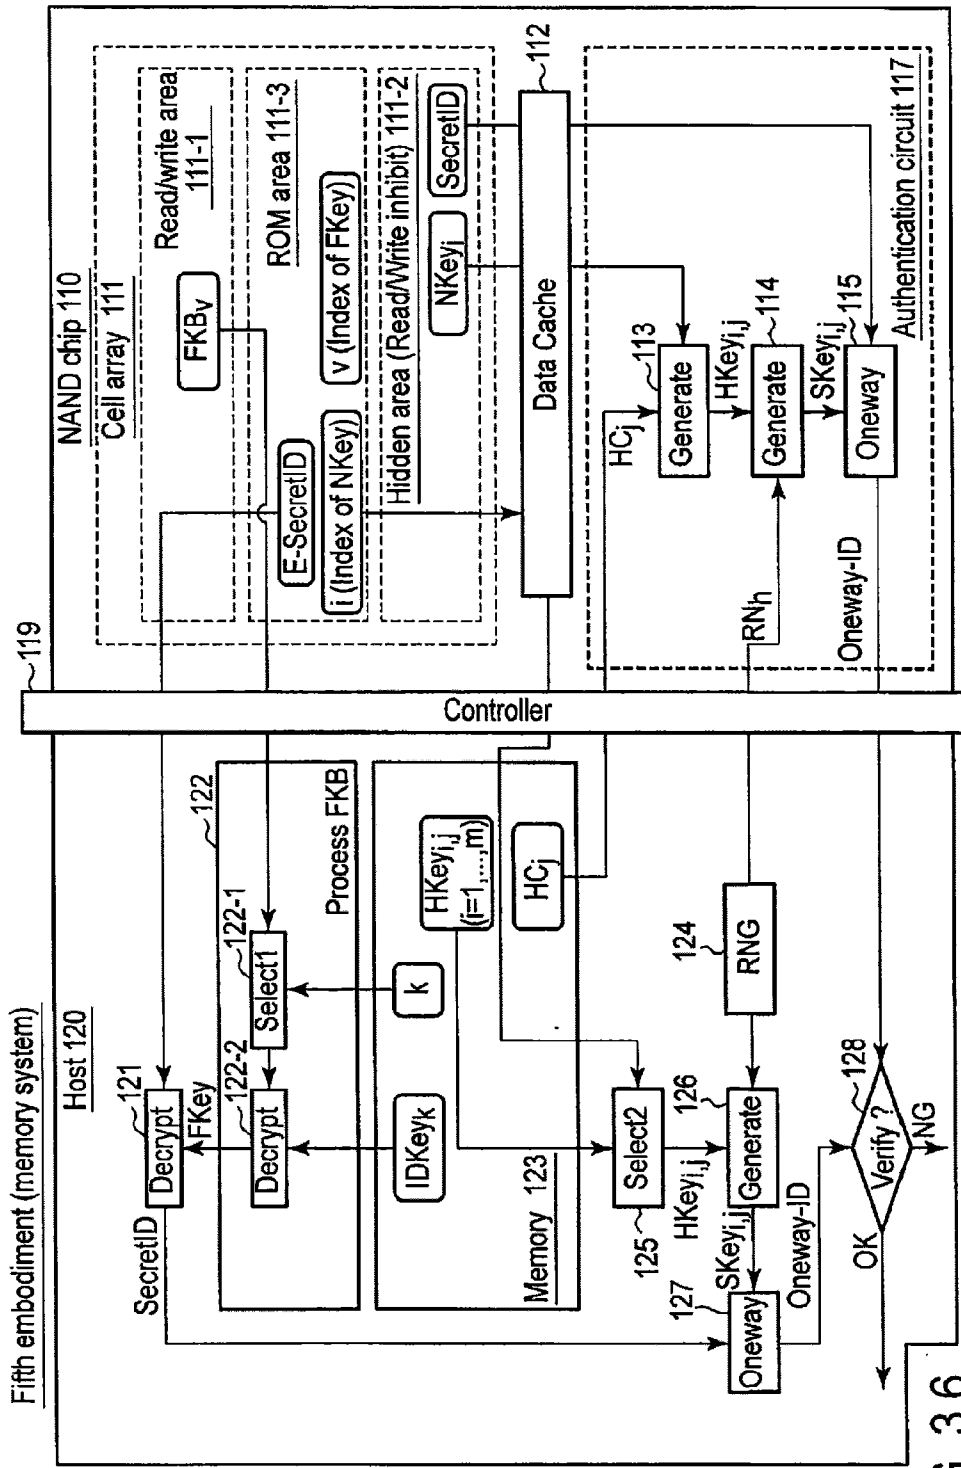 Fifth embodiment (memory system)
Host 120
121
Decrypt
SecretID
FKey
122
Process FKB
122-1
Select1
122-2
Decrypt
k
IDKeyk
HKeyi,j
(i=1,...,m)
HCj
Memory 123
Select2
125
HKeyi,j
124
RNG
126
Generate
SKeyi,j
127
Oneway
Oneway-ID
128
Verify ?
OK
NG
119
Controller
NAND chip 110
Cell array 111
Read/write area
111-1
FKBv
ROM area 111-3
E-SecretID
i (Index of NKey)
v (Index of FKey)
Hidden area (Read/Write inhibit) 111-2
NKeyi
SecretID
112
Data Cache
HCj
113
Generate
HKeyi,j
114
Generate
RNh
SKeyi,j
115
Oneway
Oneway-ID
Authentication circuit 117
36